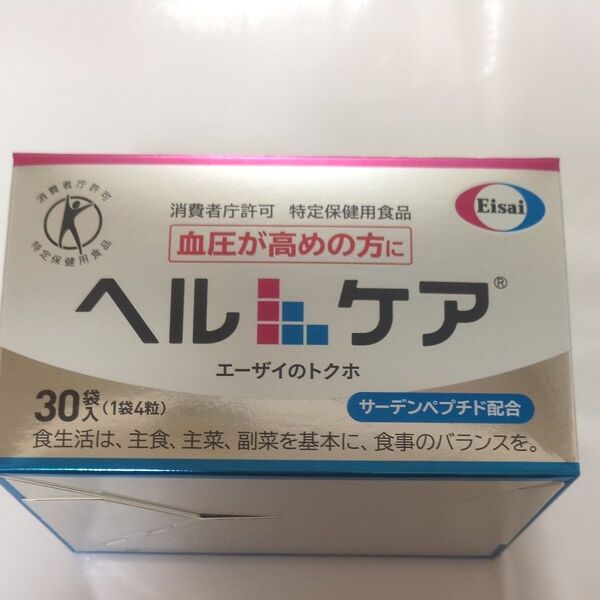 消費者庁許可
特定保健用食品
消費者庁許可 特定保健用食品
Eisai
血圧が高めの方に
ヘルケア®
エーザイのトクホ
30袋入(1袋4粒)
サーデンペプチド配合
食生活は、主食、主菜、副菜を基本に、食事のバランスを。